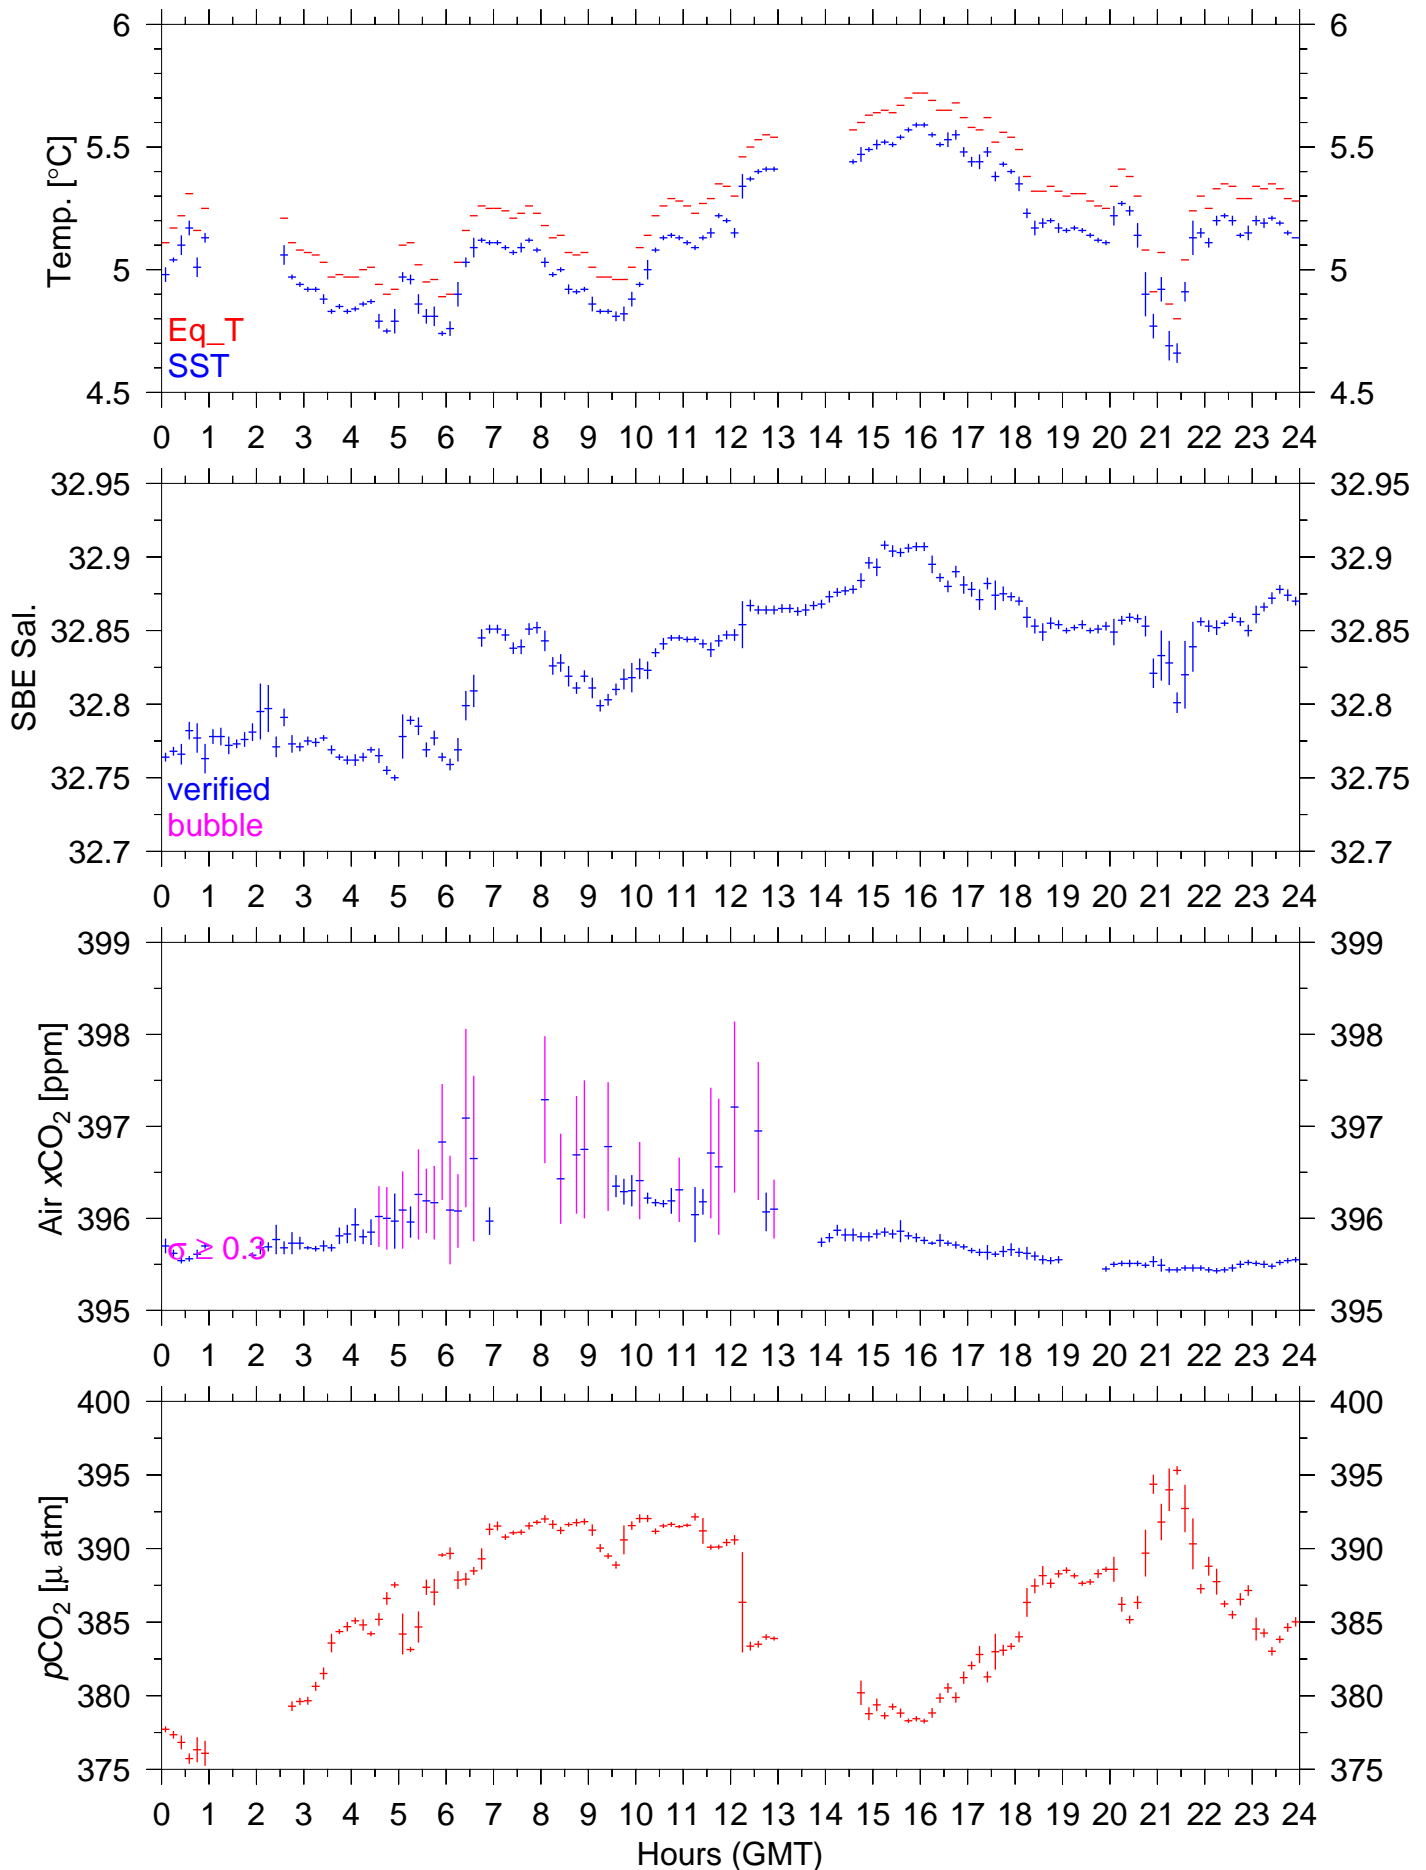 6 6
5.5 5.5
5 5
4.5 4.5
Temp. [°C]
Eq_T
SST
0 1 2 3 4 5 6 7 8 9 10 11 12 13 14 15 16 17 18 19 20 21 22 23 24
32.95 32.95
32.9 32.9
32.85 32.85
32.8 32.8
32.75 32.75
32.7 32.7
SBE Sal.
verified
bubble
0 1 2 3 4 5 6 7 8 9 10 11 12 13 14 15 16 17 18 19 20 21 22 23 24
399 399
398 398
397 397
396 396
395 395
Air xCO₂ [ppm]
σ ≥ 0.3
0 1 2 3 4 5 6 7 8 9 10 11 12 13 14 15 16 17 18 19 20 21 22 23 24
400 400
395 395
390 390
385 385
380 380
375 375
pCO₂ [μ atm]
0 1 2 3 4 5 6 7 8 9 10 11 12 13 14 15 16 17 18 19 20 21 22 23 24
Hours (GMT)